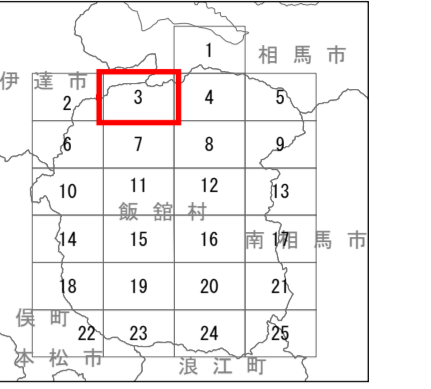 1 相馬市
伊達市
2 3 4 5
6 7 8 9
10 11 12 13
飯舘村
14 15 16 17
南相馬市
18 19 20 21
俣町
22 23 24 25
本松市 浪江町